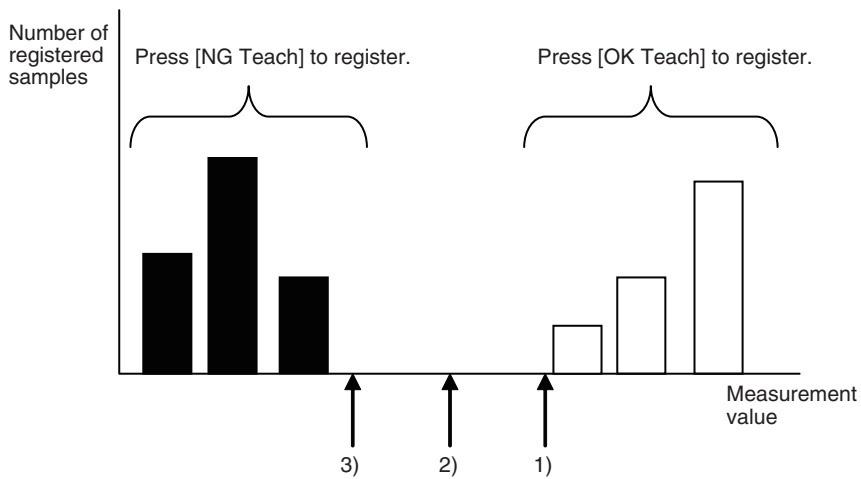 Number of
registered
samples
Press [NG Teach] to register.
Press [OK Teach] to register.
Measurement
value
3)
2)
1)